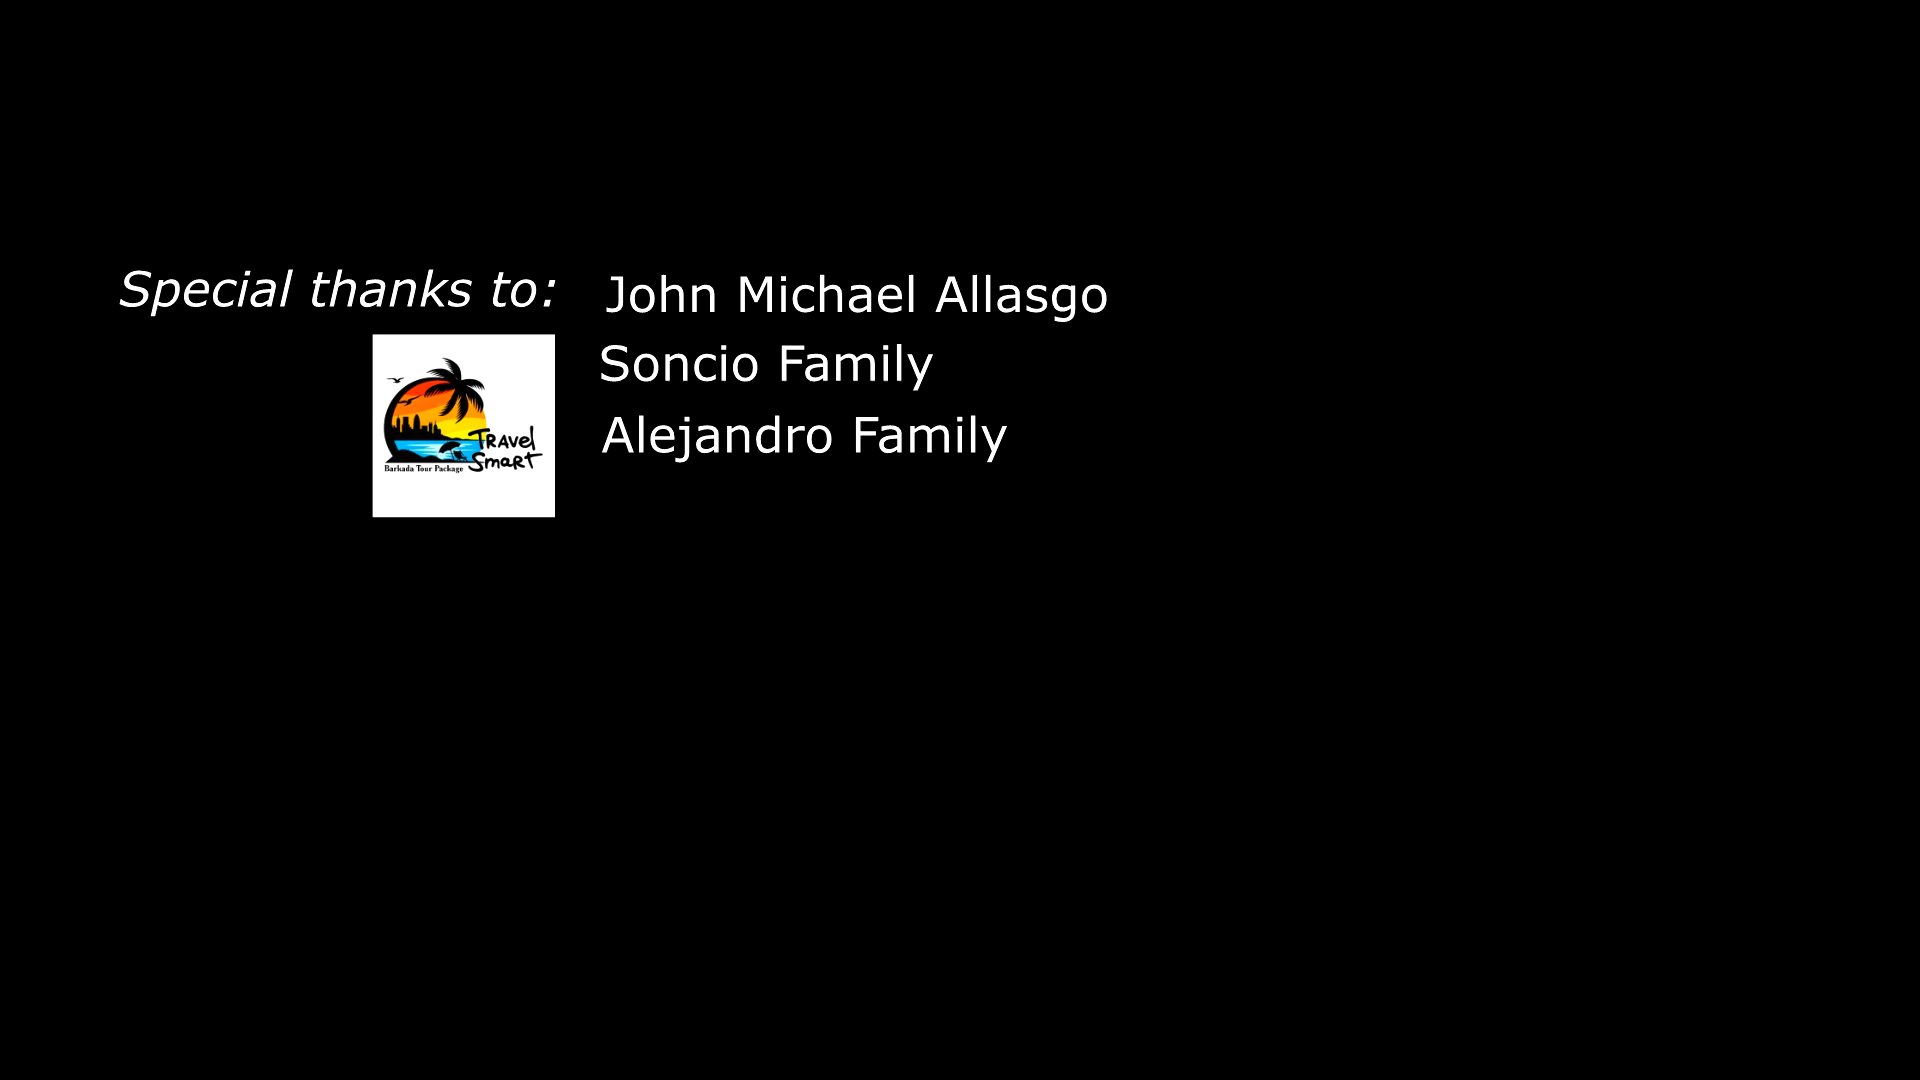 Special thanks to:
John Michael Allasgo
Soncio Family
Alejandro Family
Travel
Smart
Barkada Tour Package